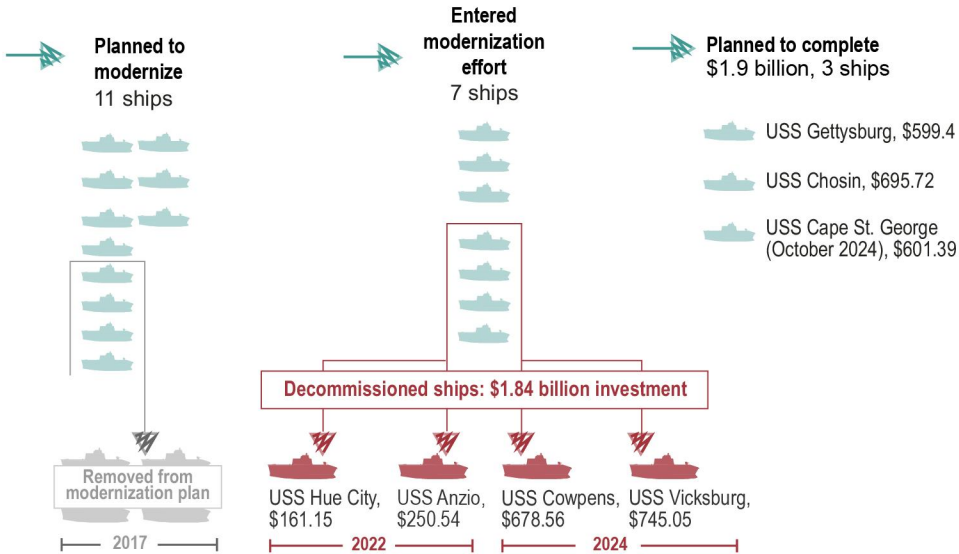 Planned to
modernize
11 ships
Entered
modernization
effort
7 ships
Planned to complete
$1.9 billion, 3 ships
USS Gettysburg, $599.4
USS Chosin, $695.72
USS Cape St. George
(October 2024), $601.39
Decommissioned ships: $1.84 billion investment
Removed from
modernization plan
2017
USS Hue City,
$161.15
USS Anzio,
$250.54
2022
USS Cowpens,
$678.56
USS Vicksburg,
$745.05
2024